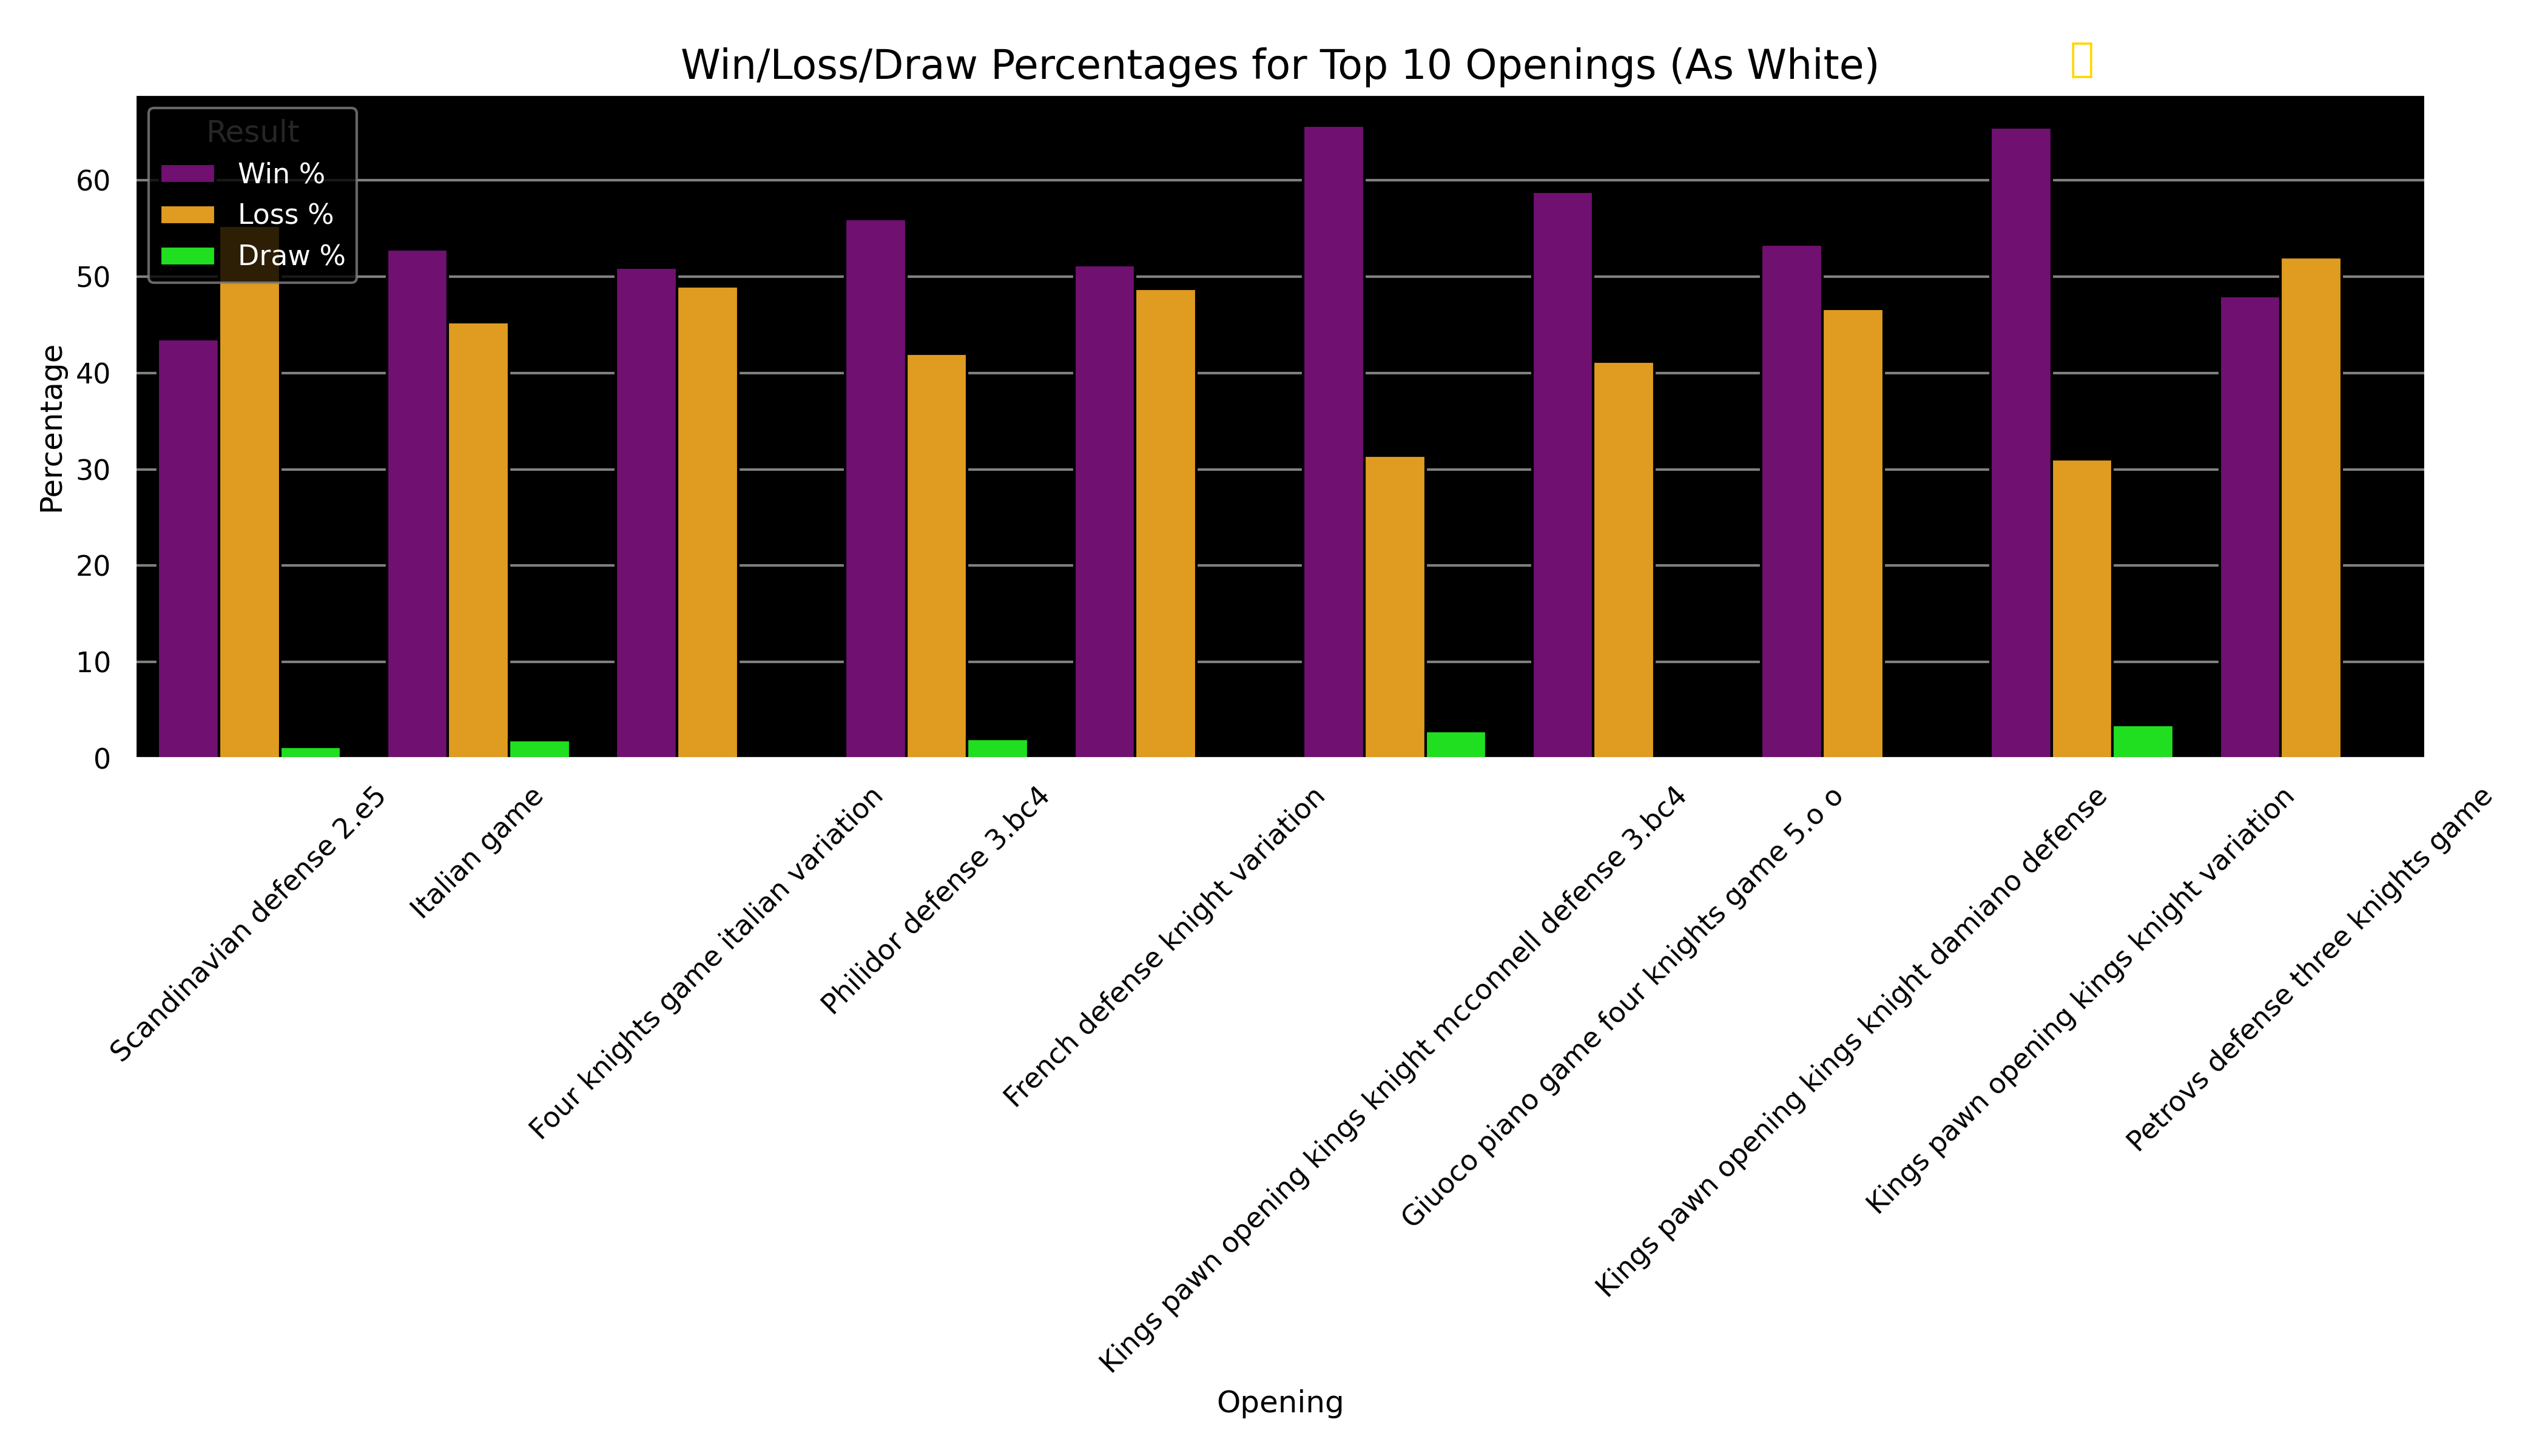 Win/Loss/Draw Percentages for Top 10 Openings (As White)
Result
Win %
Loss %
Draw %
Percentage
60
50
40
30
20
10
0
Scandinavian defense 2.e5
Italian game
Four knights game italian variation
Philidor defense 3.bc4
French defense knight variation
Kings pawn opening kings knight mcconnell defense 3.bc4
Giuoco piano game four knights game 5.o o
Kings pawn opening kings knight damiano defense
Kings pawn opening kings knight variation
Petrovs defense three knights game
Opening